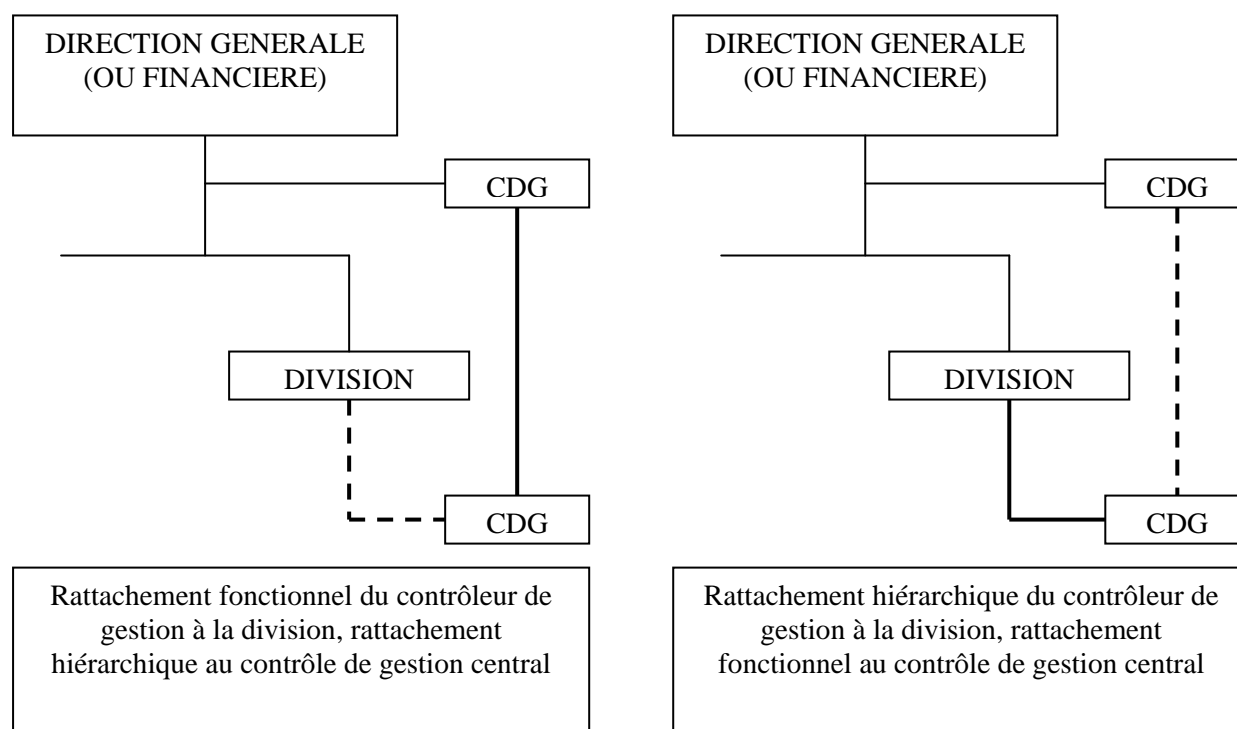 DIRECTION GENERALE
(OU FINANCIERE)
CDG
DIVISION
CDG
Rattachement fonctionnel du contrôleur de
gestion à la division, rattachement
hiérarchique au contrôle de gestion central
DIRECTION GENERALE
(OU FINANCIERE)
CDG
DIVISION
CDG
Rattachement hiérarchique du contrôleur de
gestion à la division, rattachement
fonctionnel au contrôle de gestion central